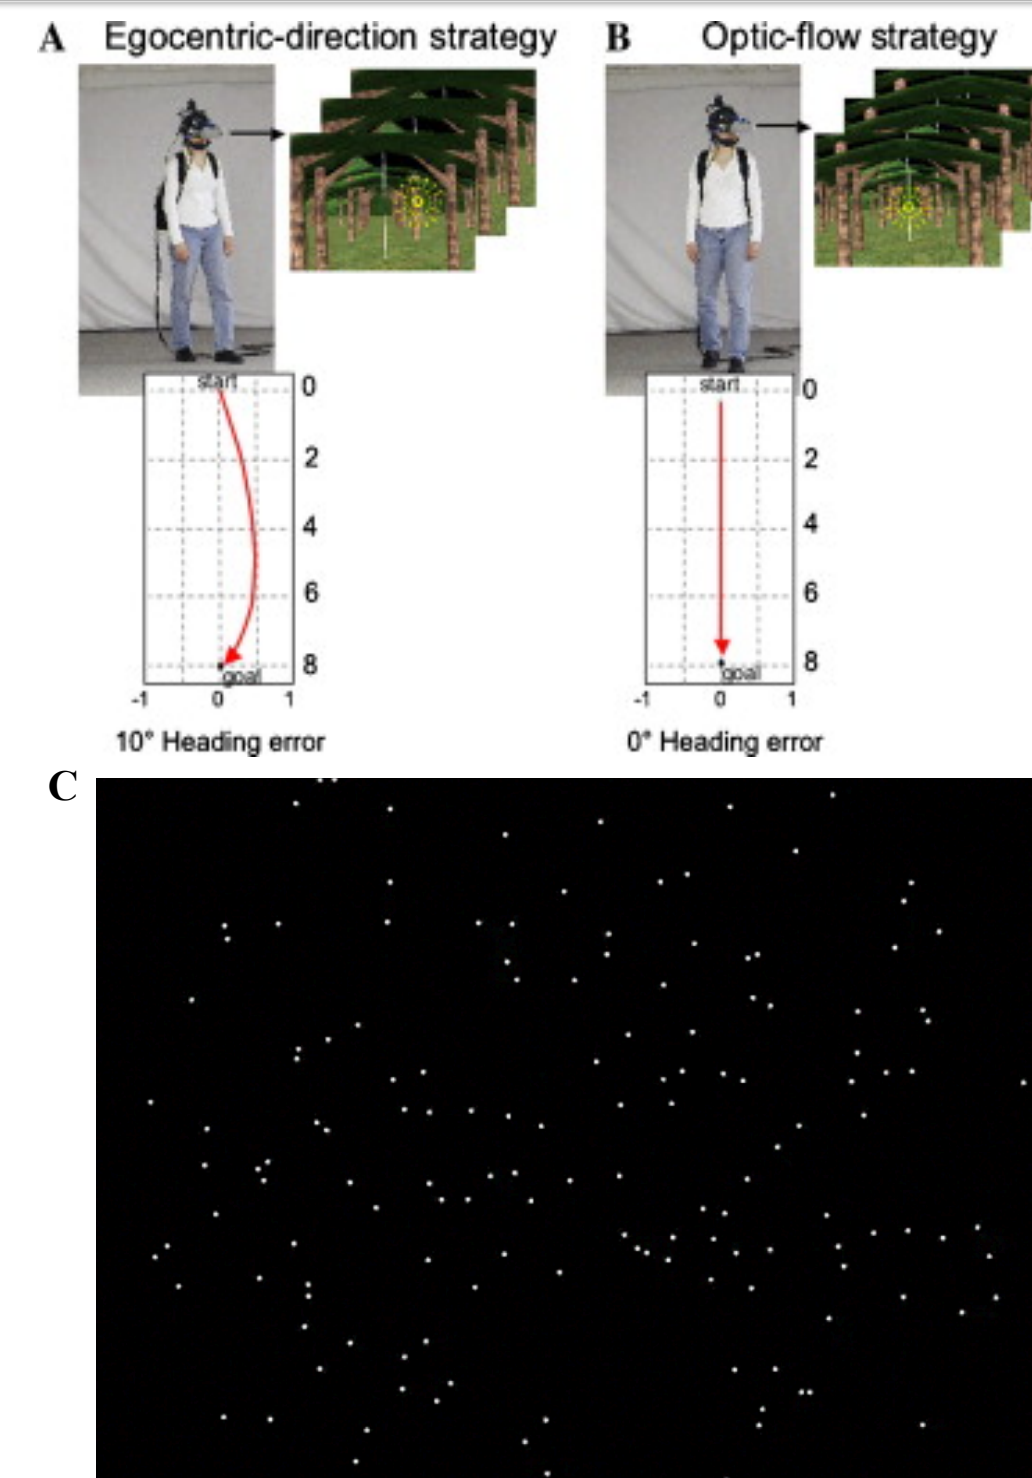 A Egocentric-direction strategy
B Optic-flow strategy
start
0
2
4
6
8
goal
-1 0 1
10° Heading error
start
0
2
4
6
8
goal
-1 0 1
0° Heading error
C